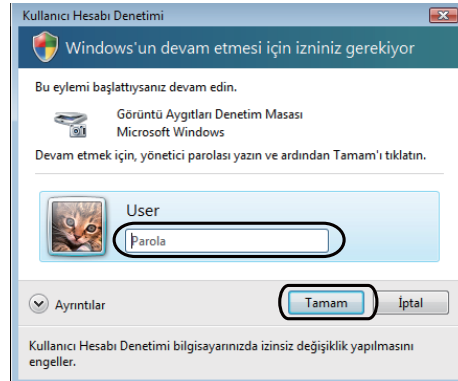 Kullanıcı Hesabı Denetimi
Windows'un devam etmesi için izniniz gerekiyor
Bu eylemi başlattıysanız devam edin.
Görüntü Aygıtları Denetim Masası
Microsoft Windows
Devam etmek için, yönetici parolası yazın ve ardından Tamam'ı tıklatın.
User
Parola
Ayrıntılar
Tamam
İptal
Kullanıcı Hesabı Denetimi bilgisayarınızda izinsiz değişiklik yapılmasını
engeller.